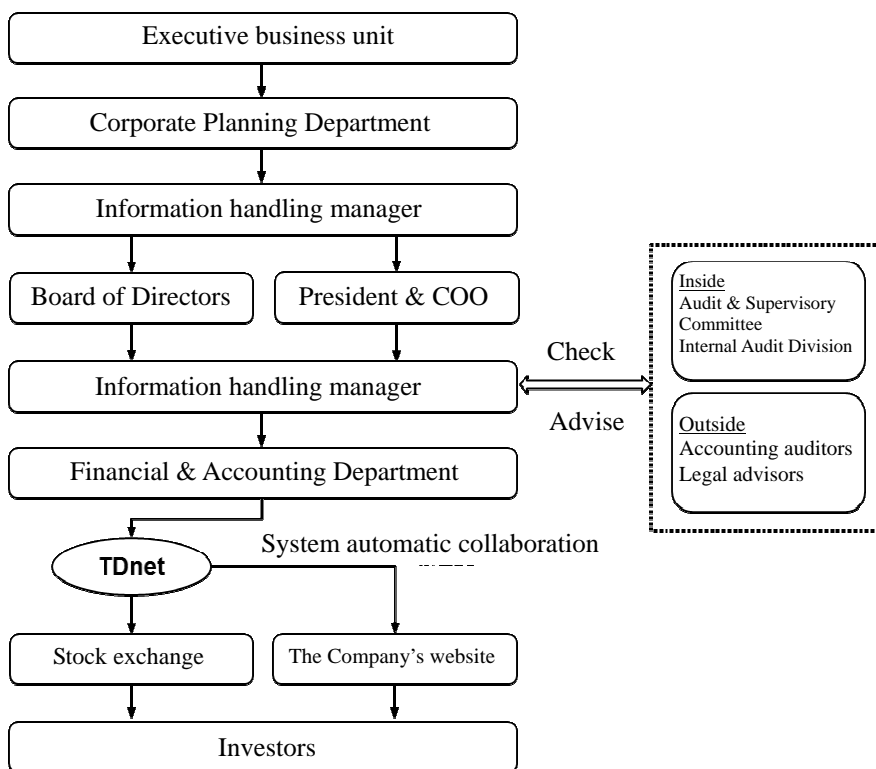 Executive business unit
Corporate Planning Department
Information handling manager
Board of Directors
President & COO
Inside
Audit & Supervisory
Committee
Internal Audit Division
Check
Information handling manager
Advise
Outside
Accounting auditors
Legal advisors
Financial & Accounting Department
System automatic collaboration
TDnet
Stock exchange
The Company's website
Investors